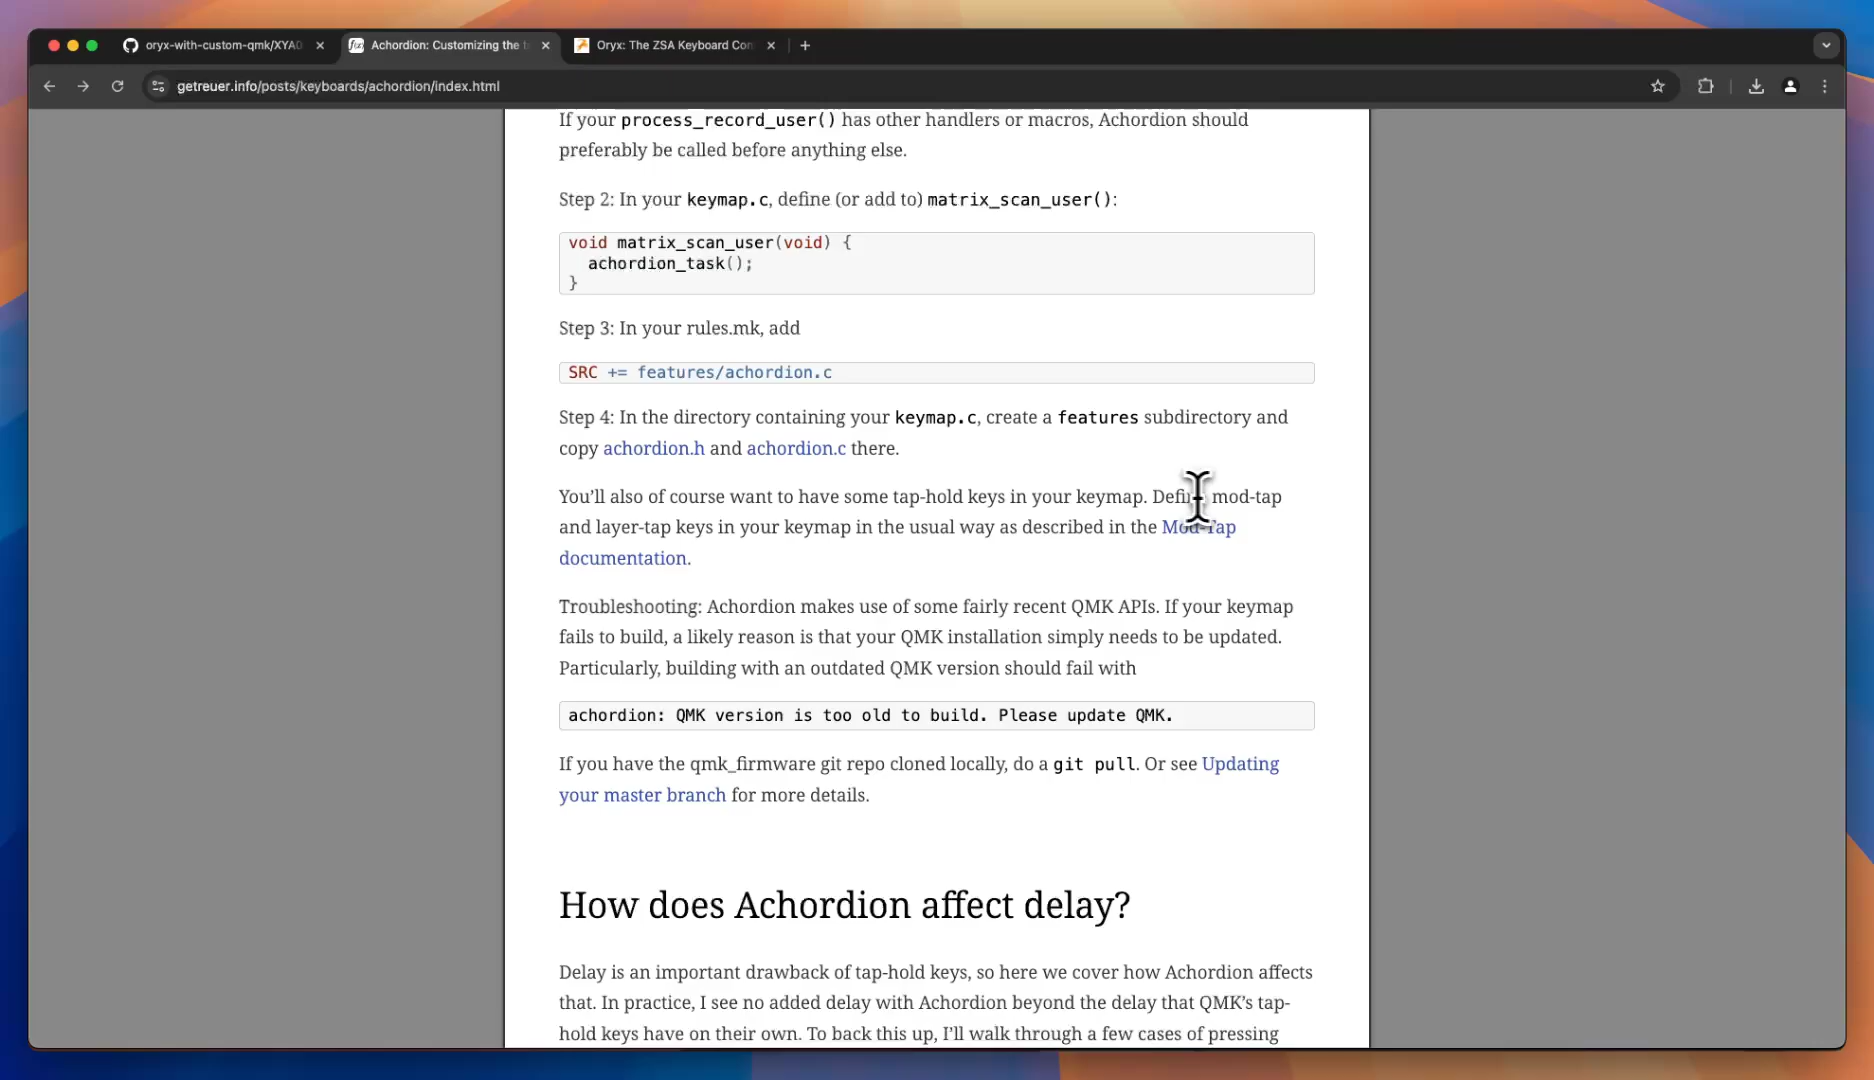 oryx-with-custom-qmk/XYAD
Achordion: Customizing the t
Oryx: The ZSA Keyboard Con
getreuer.info/posts/keyboards/achordion/index.html
If your process_record_user() has other handlers or macros, Achordion should
preferably be called before anything else.
Step 2: In your keymap.c, define (or add to) matrix_scan_user():
void matrix_scan_user(void) {
achordion_task();
}
Step 3: In your rules.mk, add
SRC += features/achordion.c
Step 4: In the directory containing your keymap.c, create a features subdirectory and
copy achordion.h and achordion.c there.
You'll also of course want to have some tap-hold keys in your keymap. Define mod-tap
and layer-tap keys in your keymap in the usual way as described in the Mod-Tap
documentation.
Troubleshooting: Achordion makes use of some fairly recent QMK APIs. If your keymap
fails to build, a likely reason is that your QMK installation simply needs to be updated.
Particularly, building with an outdated QMK version should fail with
achordion: QMK version is too old to build. Please update QMK.
If you have the qmk_firmware git repo cloned locally, do a git pull. Or see Updating
your master branch for more details.
How does Achordion affect delay?
Delay is an important drawback of tap-hold keys, so here we cover how Achordion affects
that. In practice, I see no added delay with Achordion beyond the delay that QMK's tap-
hold keys have on their own. To back this up, I'll walk through a few cases of pressing